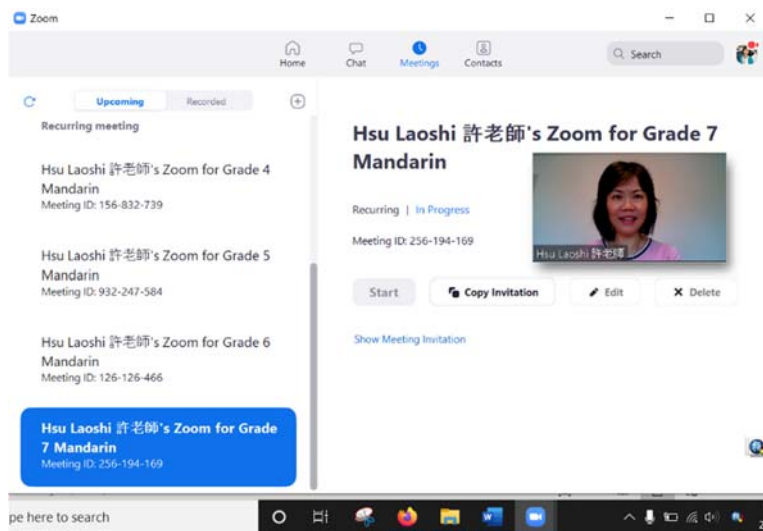 Zoom
Home
Chat
Meetings
Contacts
Search
Upcoming
Recorded
Recurring meeting
Hsu Laoshi 許老師's Zoom for Grade 4
Mandarin
Meeting ID: 156-832-739
Hsu Laoshi 許老師's Zoom for Grade 5
Mandarin
Meeting ID: 932-247-584
Hsu Laoshi 許老師's Zoom for Grade 6
Mandarin
Meeting ID: 126-126-466
Hsu Laoshi 許老師's Zoom for Grade
7 Mandarin
Meeting ID: 256-194-169
Hsu Laoshi 許老師's Zoom for Grade 7
Mandarin
Recurring | In Progress
Meeting ID: 256-194-169
Hsu Laoshi 許老師
Start
Copy Invitation
Edit
Delete
Show Meeting Invitation
pe here to search